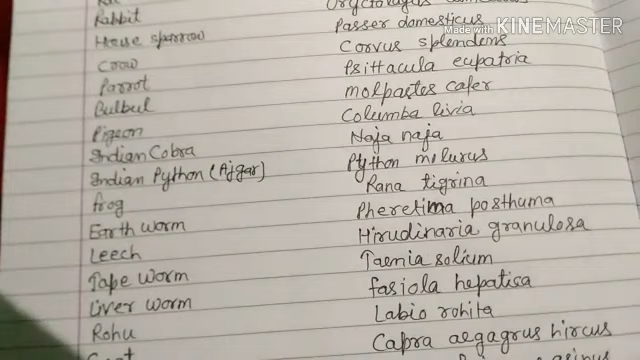 Made with KINEMASTER
Rabbit
House sparrow Passer domesticus
Crow Corvus splendens
Parrot Psittacula eupatria
Bulbul molpastes cafer
Pigeon Columba livia
Indian Cobra Naja naja
Indian Python (Ajgar) Python milurus
frog Rana tigrina
Earth worm Pheretima posthuma
Leech Hirudinaria granulosa
Tape worm Taenia solium
Liver worm fasiola hepatica
Rohu Labio rohita
Goat Capra aegagrus hircus